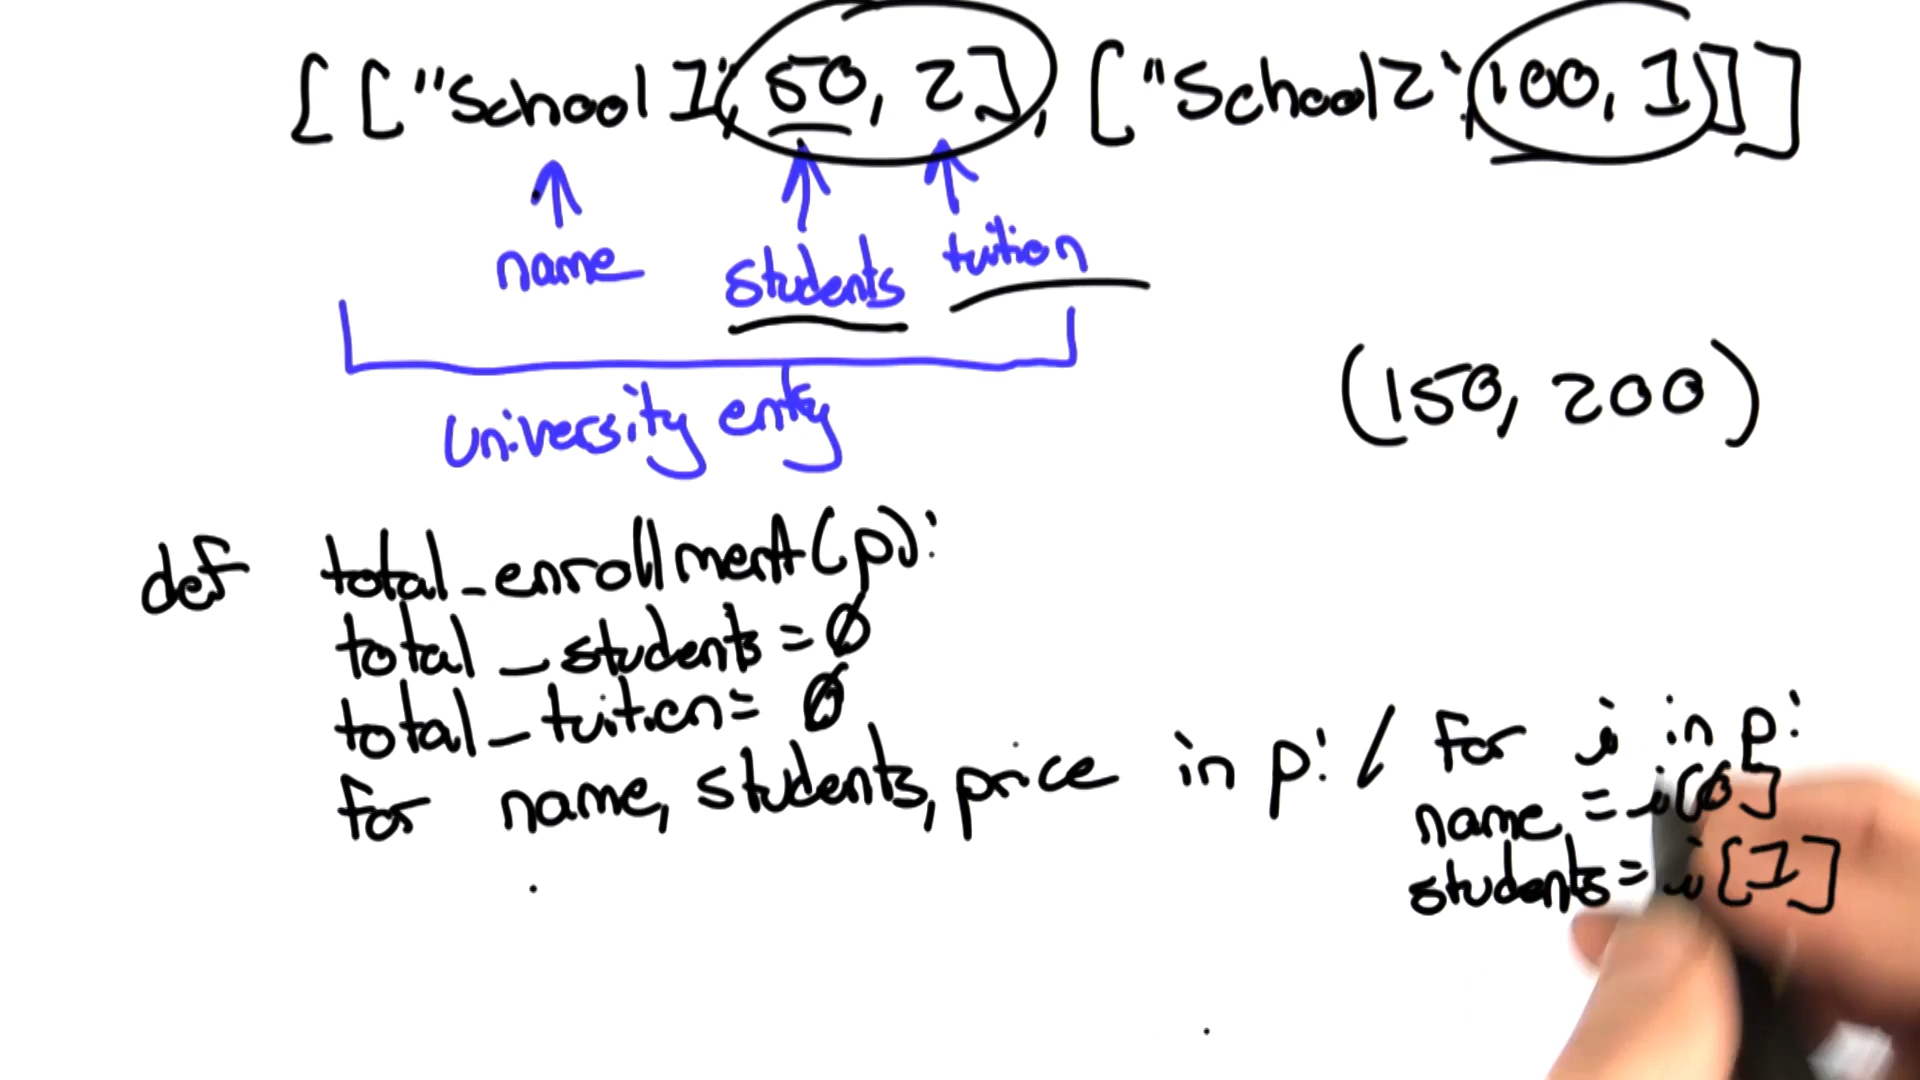 [["School 1", 50, 2], ["School 2", 100, 1]]
name
students
tuition
University entry
(150, 200)
def total_enrollment(p):
total_students = 0
total_tuition = 0
for name, students, price in p: / for i in p:
name = i[0]
students = i[1]